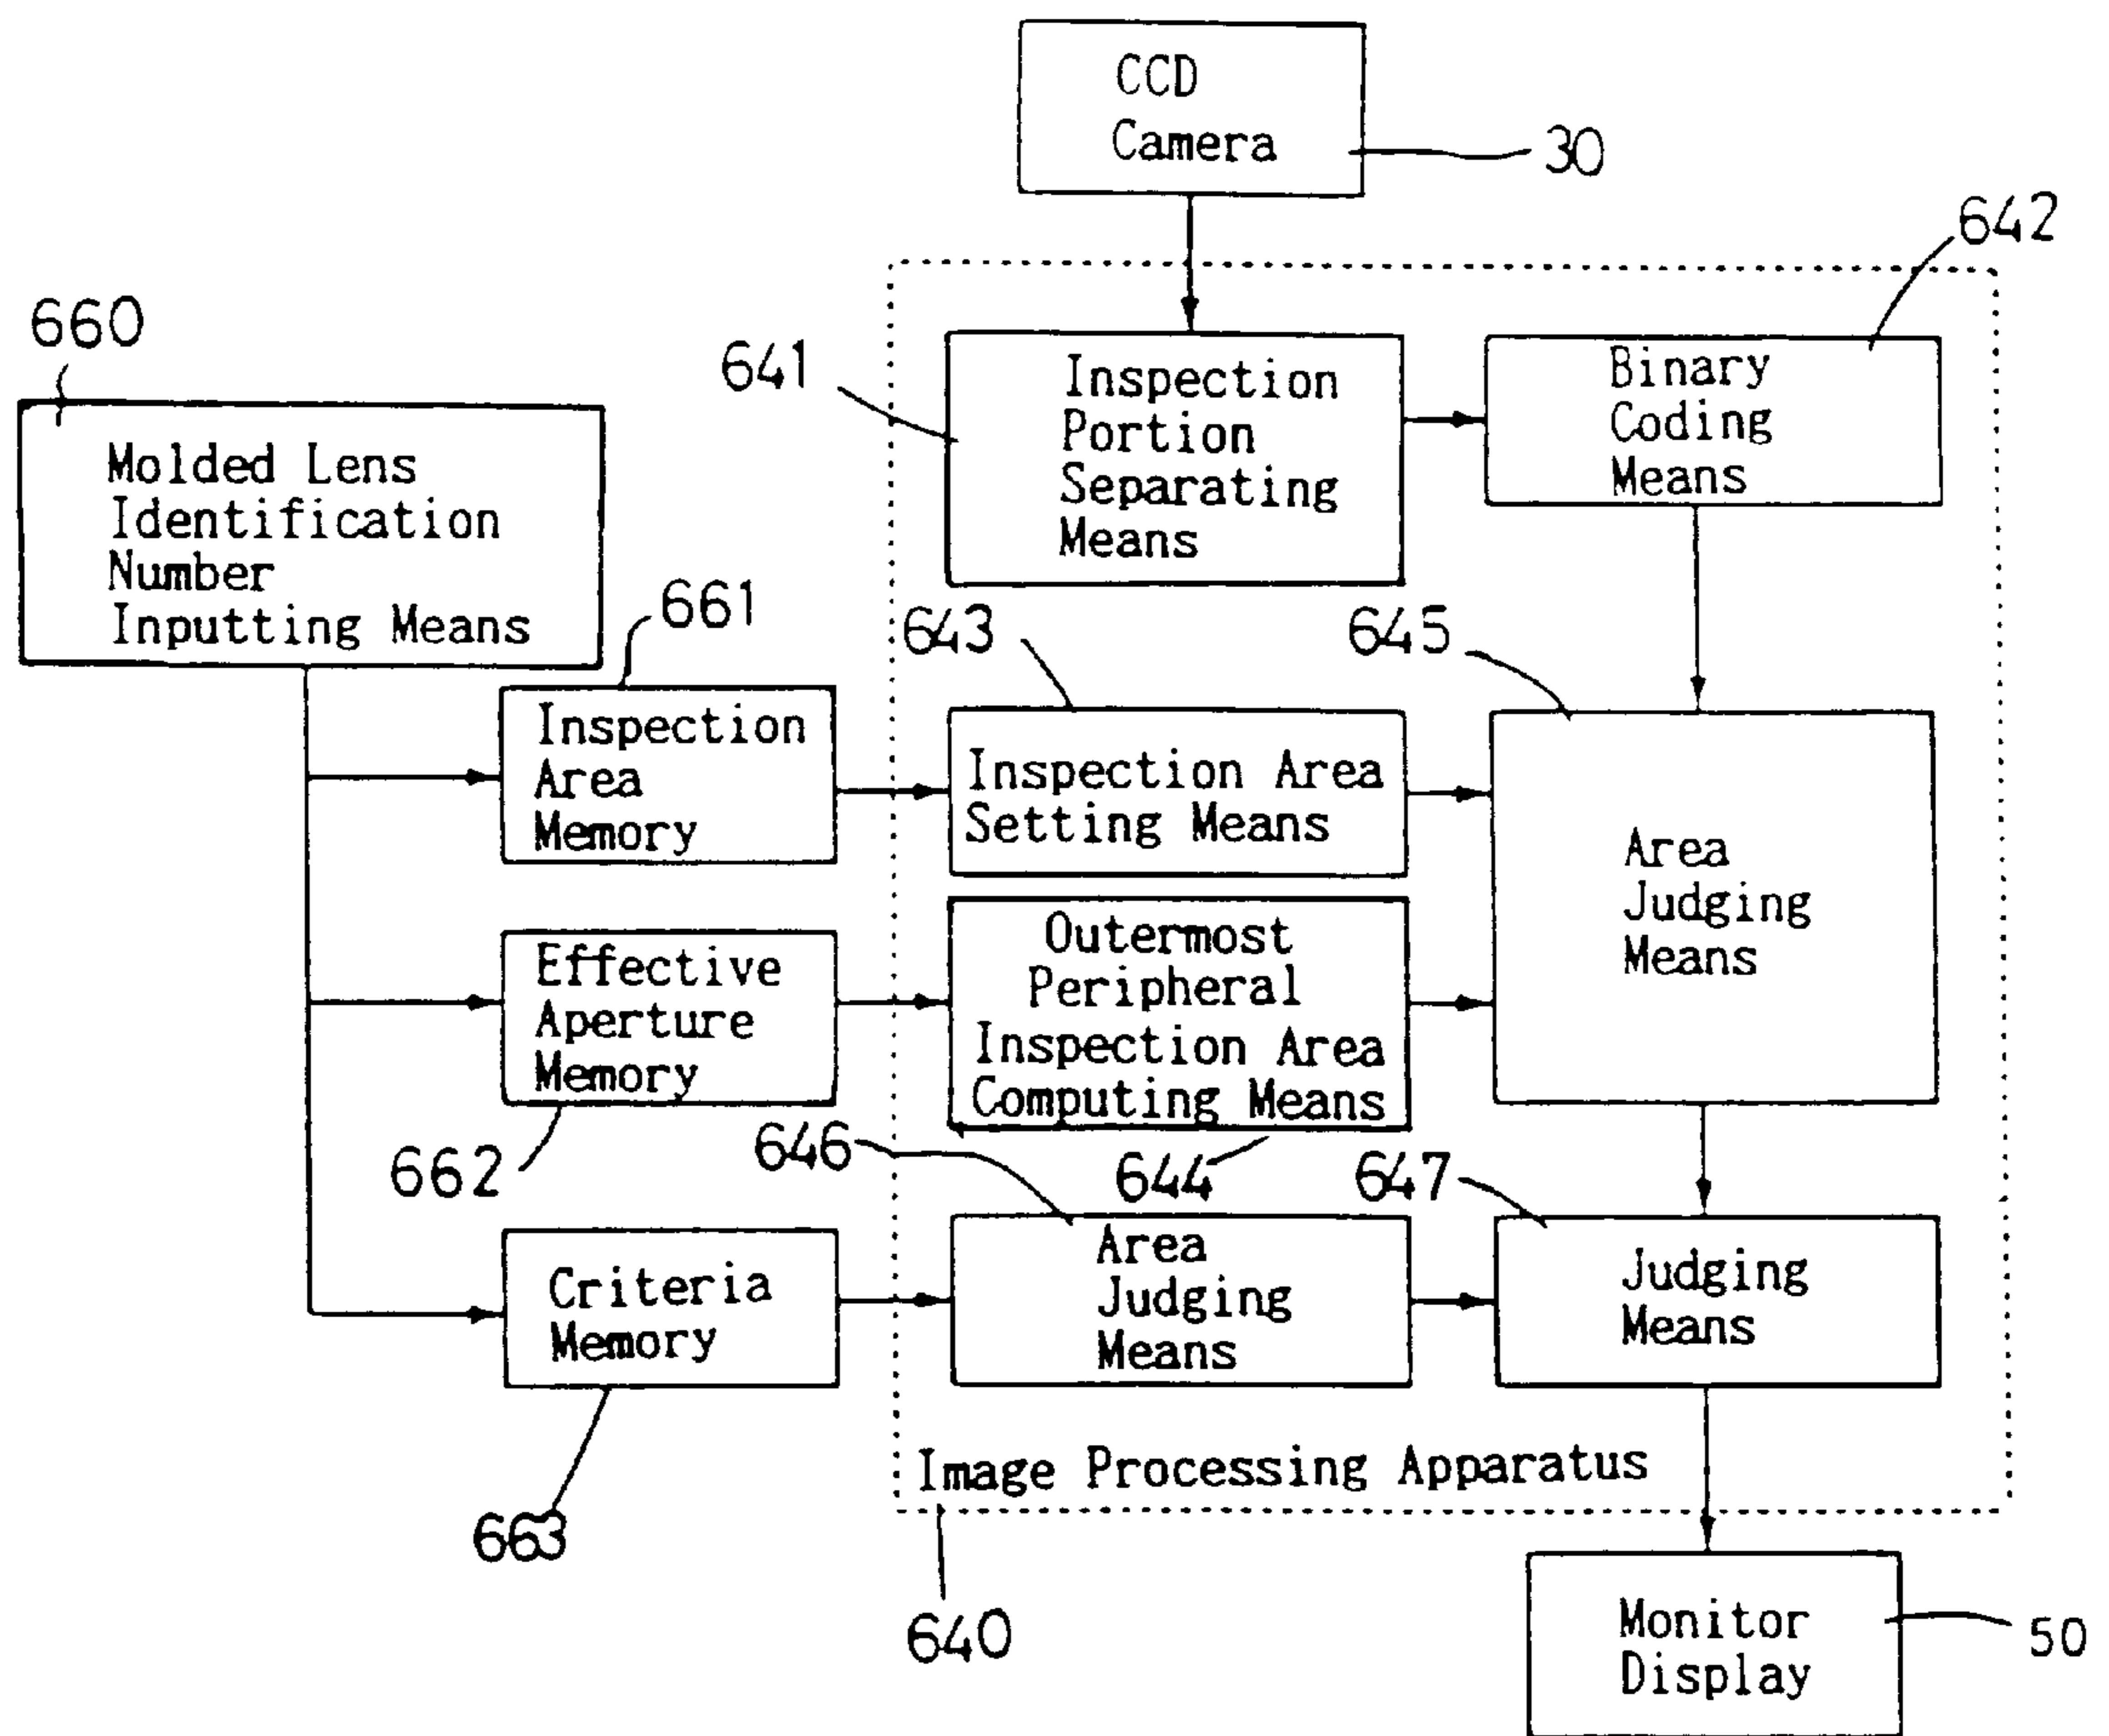 CCD
Camera
30
642
660
641
Inspection
Portion
Separating
Means
Binary
Coding
Means
Molded Lens
Identification
Number
Inputting Means
661
643
645
Inspection
Area
Memory
Inspection Area
Setting Means
Area
Judging
Means
Effective
Aperture
Memory
Outermost
Peripheral
Inspection Area
Computing Means
662
646
644
647
Criteria
Memory
Area
Judging
Means
Judging
Means
663
Image Processing Apparatus
640
Monitor
Display
50